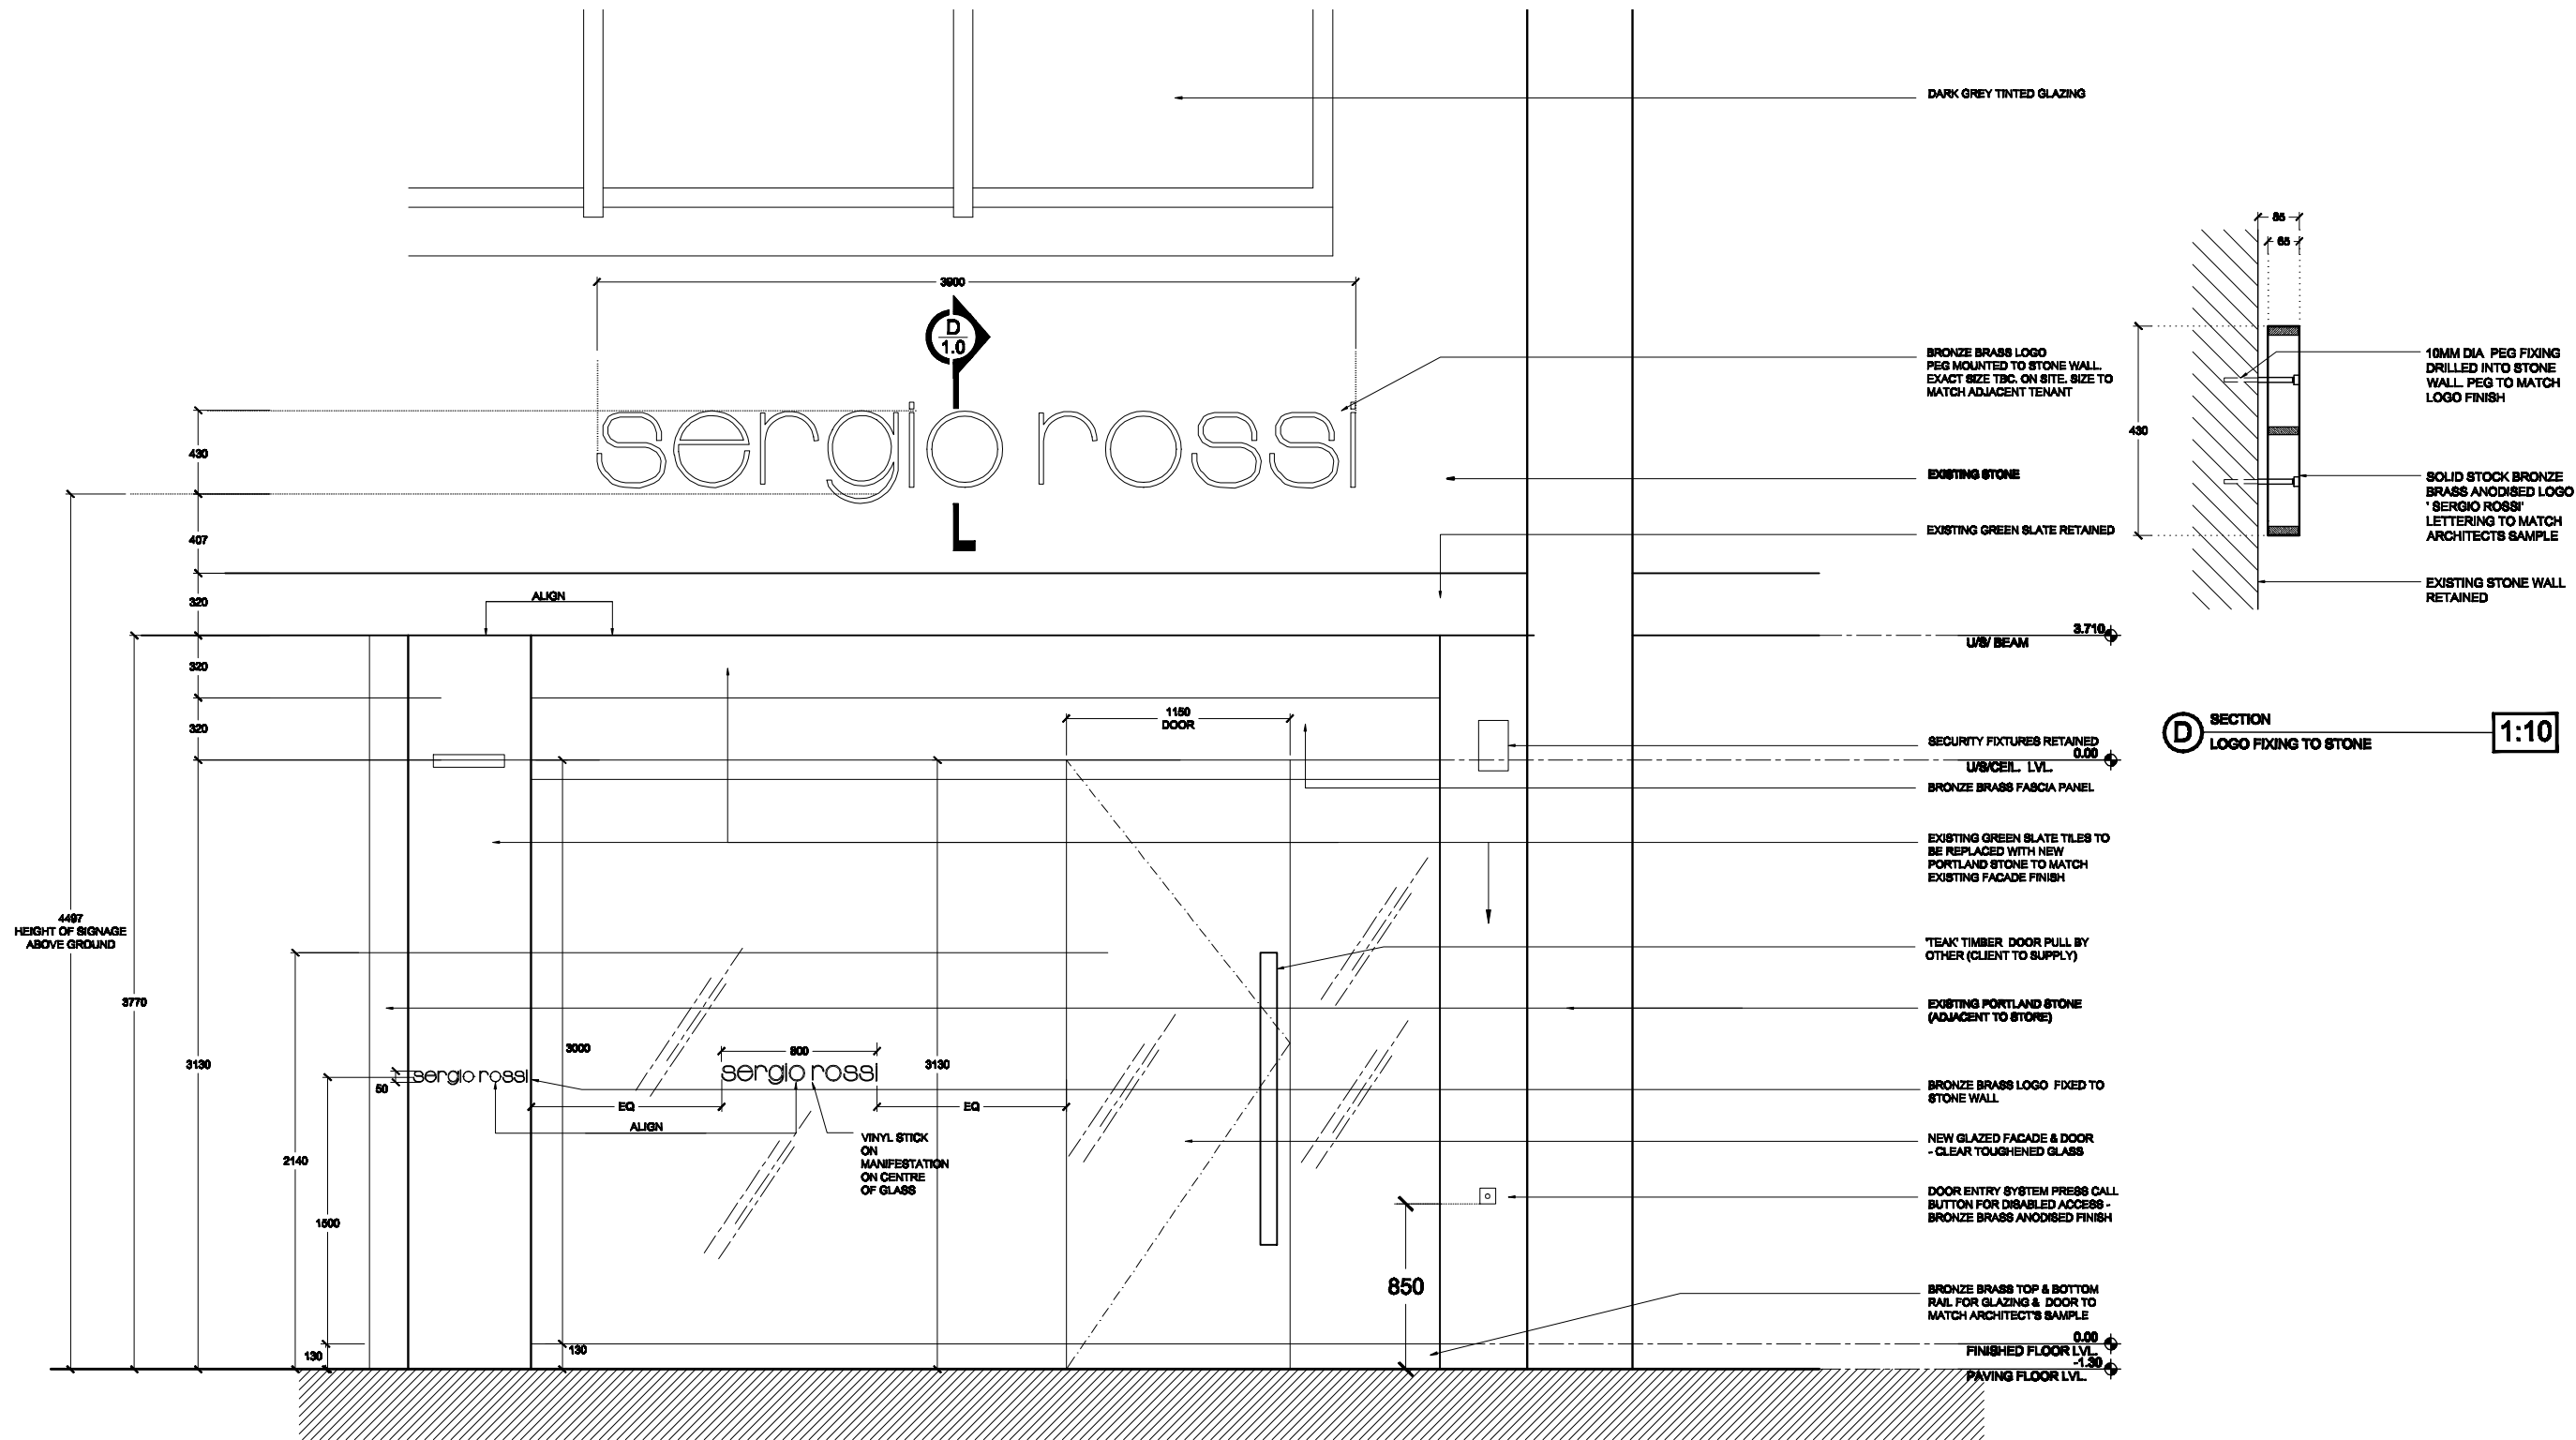 DARK GREY TINTED GLAZING
85
65
3900
D
1.0
sergio rossi
BRONZE BRASS LOGO
PEG MOUNTED TO STONE WALL.
EXACT SIZE TBC. ON SITE. SIZE TO
MATCH ADJACENT TENANT
10MM DIA PEG FIXING
DRILLED INTO STONE
WALL. PEG TO MATCH
LOGO FINISH
430
430
EXISTING STONE
SOLID STOCK BRONZE
BRASS ANODISED LOGO
' SERGIO ROSSI'
LETTERING TO MATCH
ARCHITECTS SAMPLE
EXISTING GREEN SLATE RETAINED
407
EXISTING STONE WALL
RETAINED
320
ALIGN
3.710
U/S/ BEAM
320
1150
DOOR
320
D
SECTION
LOGO FIXING TO STONE
1:10
SECURITY FIXTURES RETAINED
0.00
U/S/CEIL. LVL.
BRONZE BRASS FASCIA PANEL
EXISTING GREEN SLATE TILES TO
BE REPLACED WITH NEW
PORTLAND STONE TO MATCH
EXISTING FACADE FINISH
4497
HEIGHT OF SIGNAGE
ABOVE GROUND
'TEAK' TIMBER DOOR PULL BY
OTHER (CLIENT TO SUPPLY)
3770
EXISTING PORTLAND STONE
(ADJACENT TO STORE)
3130
3000
800
3130
50
sergio rossi
sergio rossi
BRONZE BRASS LOGO FIXED TO
STONE WALL
EQ
EQ
ALIGN
VINYL STICK
ON
MANIFESTATION
ON CENTRE
OF GLASS
NEW GLAZED FACADE & DOOR
- CLEAR TOUGHENED GLASS
2140
1500
DOOR ENTRY SYSTEM PRESS CALL
BUTTON FOR DISABLED ACCESS -
BRONZE BRASS ANODISED FINISH
850
BRONZE BRASS TOP & BOTTOM
RAIL FOR GLAZING & DOOR TO
MATCH ARCHITECT'S SAMPLE
130
130
0.00
FINISHED FLOOR LVL.
-1.30
PAVING FLOOR LVL.